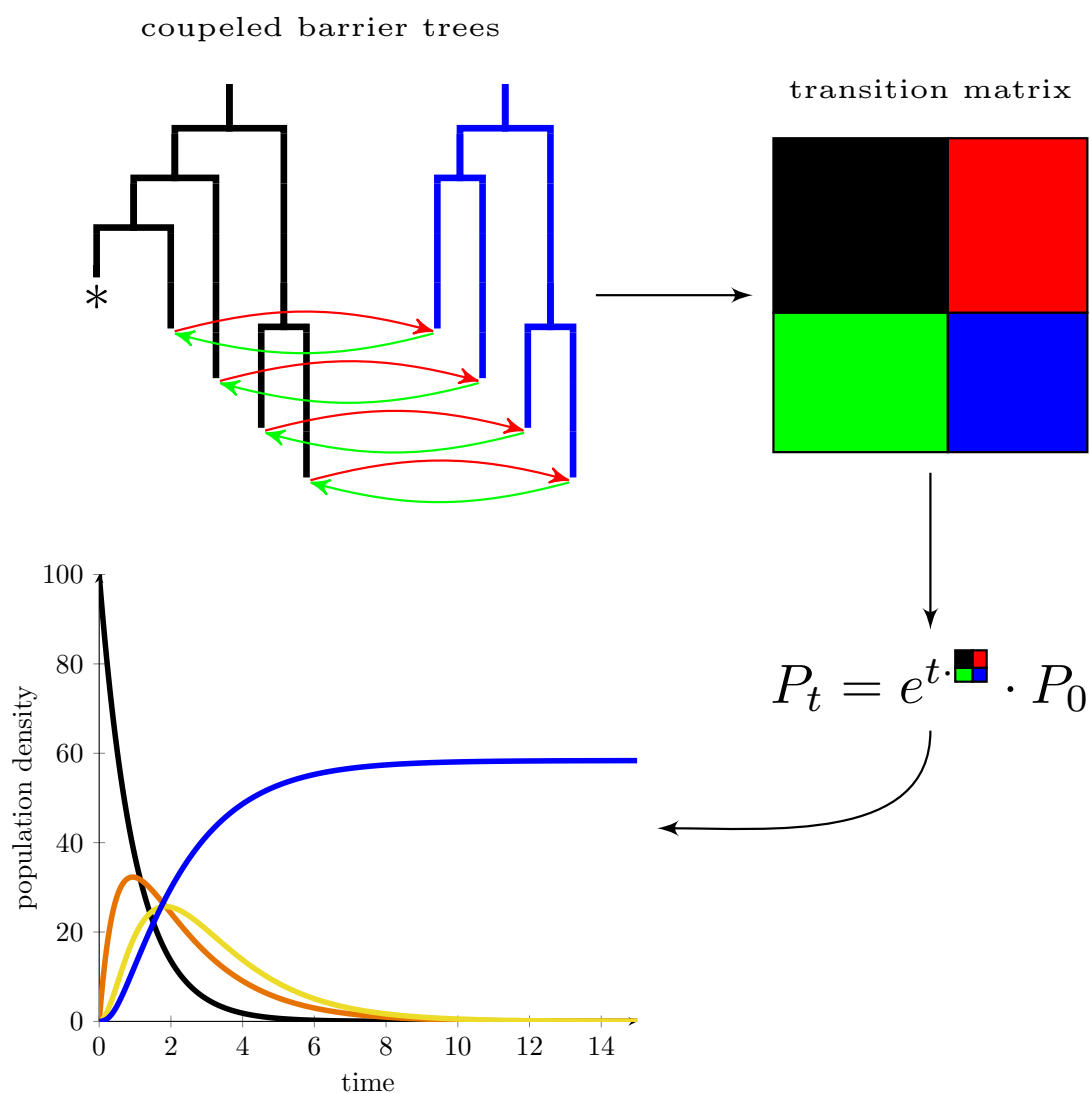 coupeled barrier trees
transition matrix
*
P_t = e^{t·} · P_0
100
80
60
40
20
0
population density
0 2 4 6 8 10 12 14
time